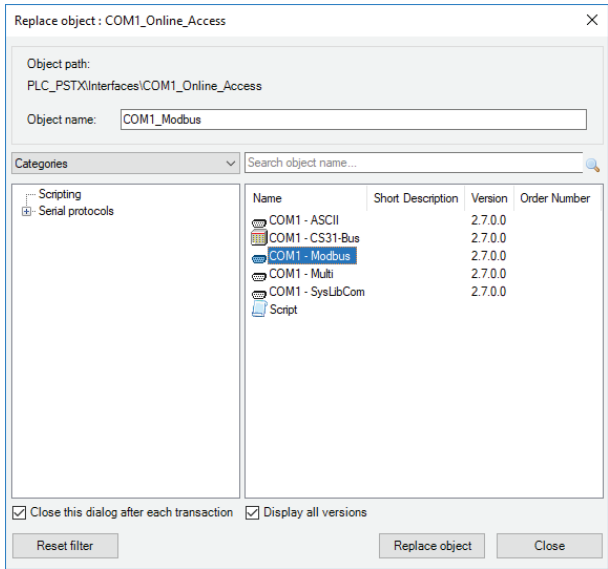 Replace object : COM1_Online_Access
Object path:
PLC_PSTX\Interfaces\COM1_Online_Access
Object name: COM1_Modbus
Categories Search object name...
Scripting
Serial protocols
Name Short Description Version Order Number
COM1 - ASCII 2.7.0.0
COM1 - CS31-Bus 2.7.0.0
COM1 - Modbus 2.7.0.0
COM1 - Multi 2.7.0.0
COM1 - SysLibCom 2.7.0.0
Script
Close this dialog after each transaction Display all versions
Reset filter Replace object Close